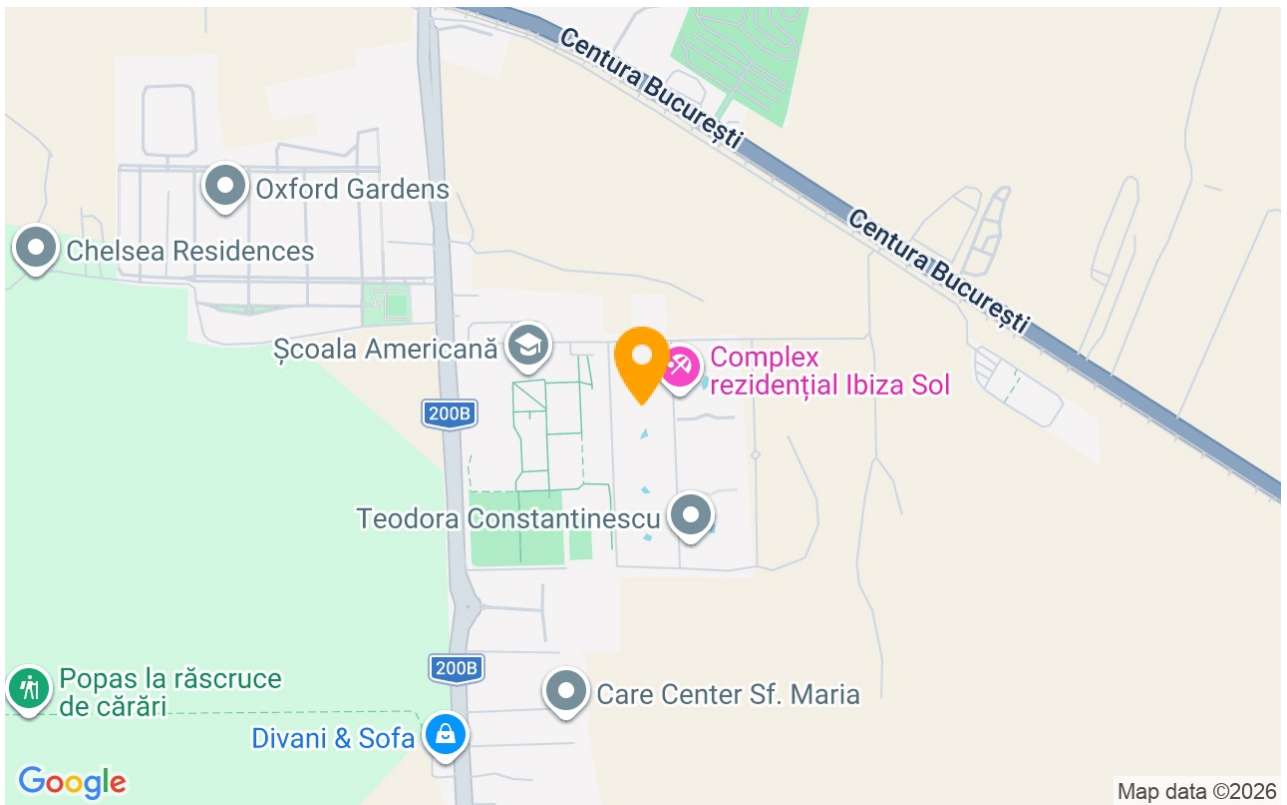 Centura București
Centura București
Oxford Gardens
Chelsea Residences
Școala Americană
Complex
rezidențial Ibiza Sol
200B
Teodora Constantinescu
200B
Popas la răscruce
de cărări
Care Center Sf. Maria
Divani & Sofa
Google
Map data ©2026